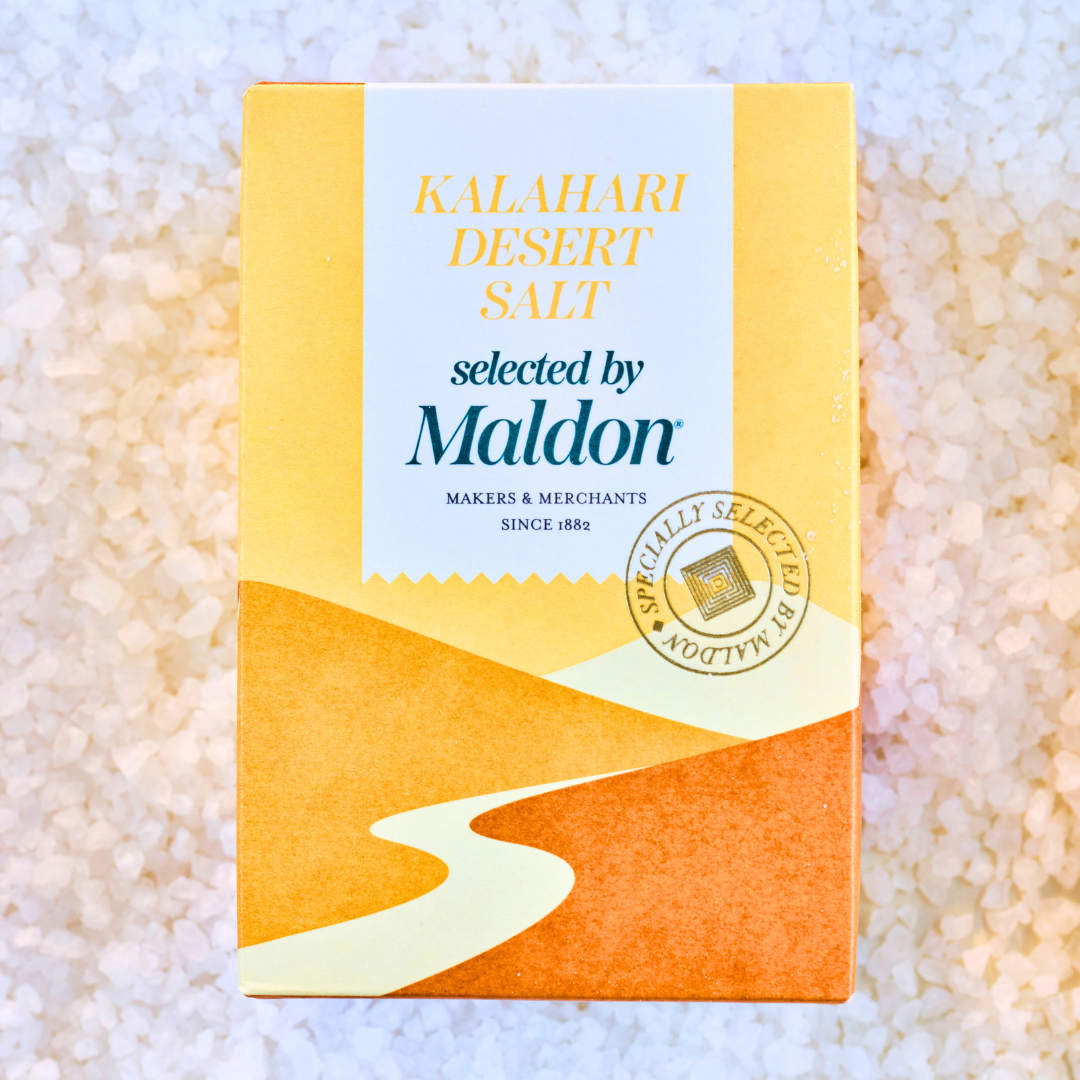 KALAHARI
DESERT
SALT
selected by
Maldon®
MAKERS & MERCHANTS
SINCE 1882
SPECIALLY SELECTED BY MALDON